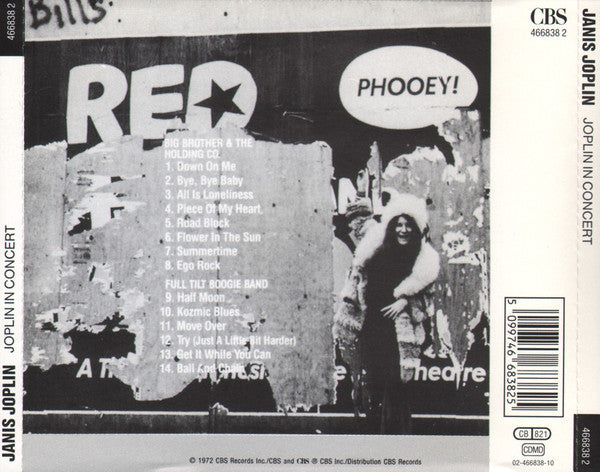 466838 2
JANIS JOPLIN JOPLIN IN CONCERT
Bills
RED
PHOOEY!
BIG BROTHER & THE
HOLDING CO.
1. Down On Me
2. Bye, Bye Baby
3. All Is Loneliness
4. Piece Of My Heart
5. Road Block
6. Flower In The Sun
7. Summertime
8. Ego Rock
FULL TILT BOOGIE BAND
9. Half Moon
10. Kozmic Blues
11. Move Over
12. Try (Just A Little Bit Harder)
13. Get It While You Can
14. Ball And Chain
heatre
© 1972 CBS Records Inc./CBS and CBS ® CBS Inc./Distribution CBS Records
CBS
466838 2
5 099746 683825
CB 821
CDMD
02-466838-10
JANIS JOPLIN JOPLIN IN CONCERT
466838 2